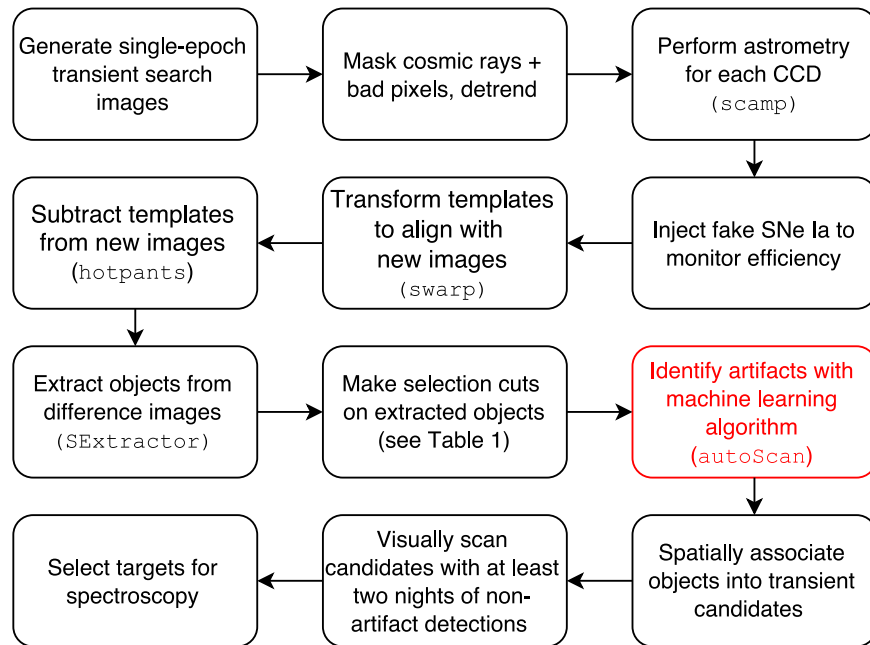 Generate single-epoch
transient search
images
Mask cosmic rays +
bad pixels, detrend
Perform astrometry
for each CCD
(scamp)
Inject fake SNe Ia to
monitor efficiency
Transform templates
to align with
new images
(swarp)
Subtract templates
from new images
(hotpants)
Extract objects from
difference images
(SExtractor)
Make selection cuts
on extracted objects
(see Table 1)
Identify artifacts with
machine learning
algorithm
(autoScan)
Spatially associate
objects into transient
candidates
Visually scan
candidates with at least
two nights of non-
artifact detections
Select targets for
spectroscopy